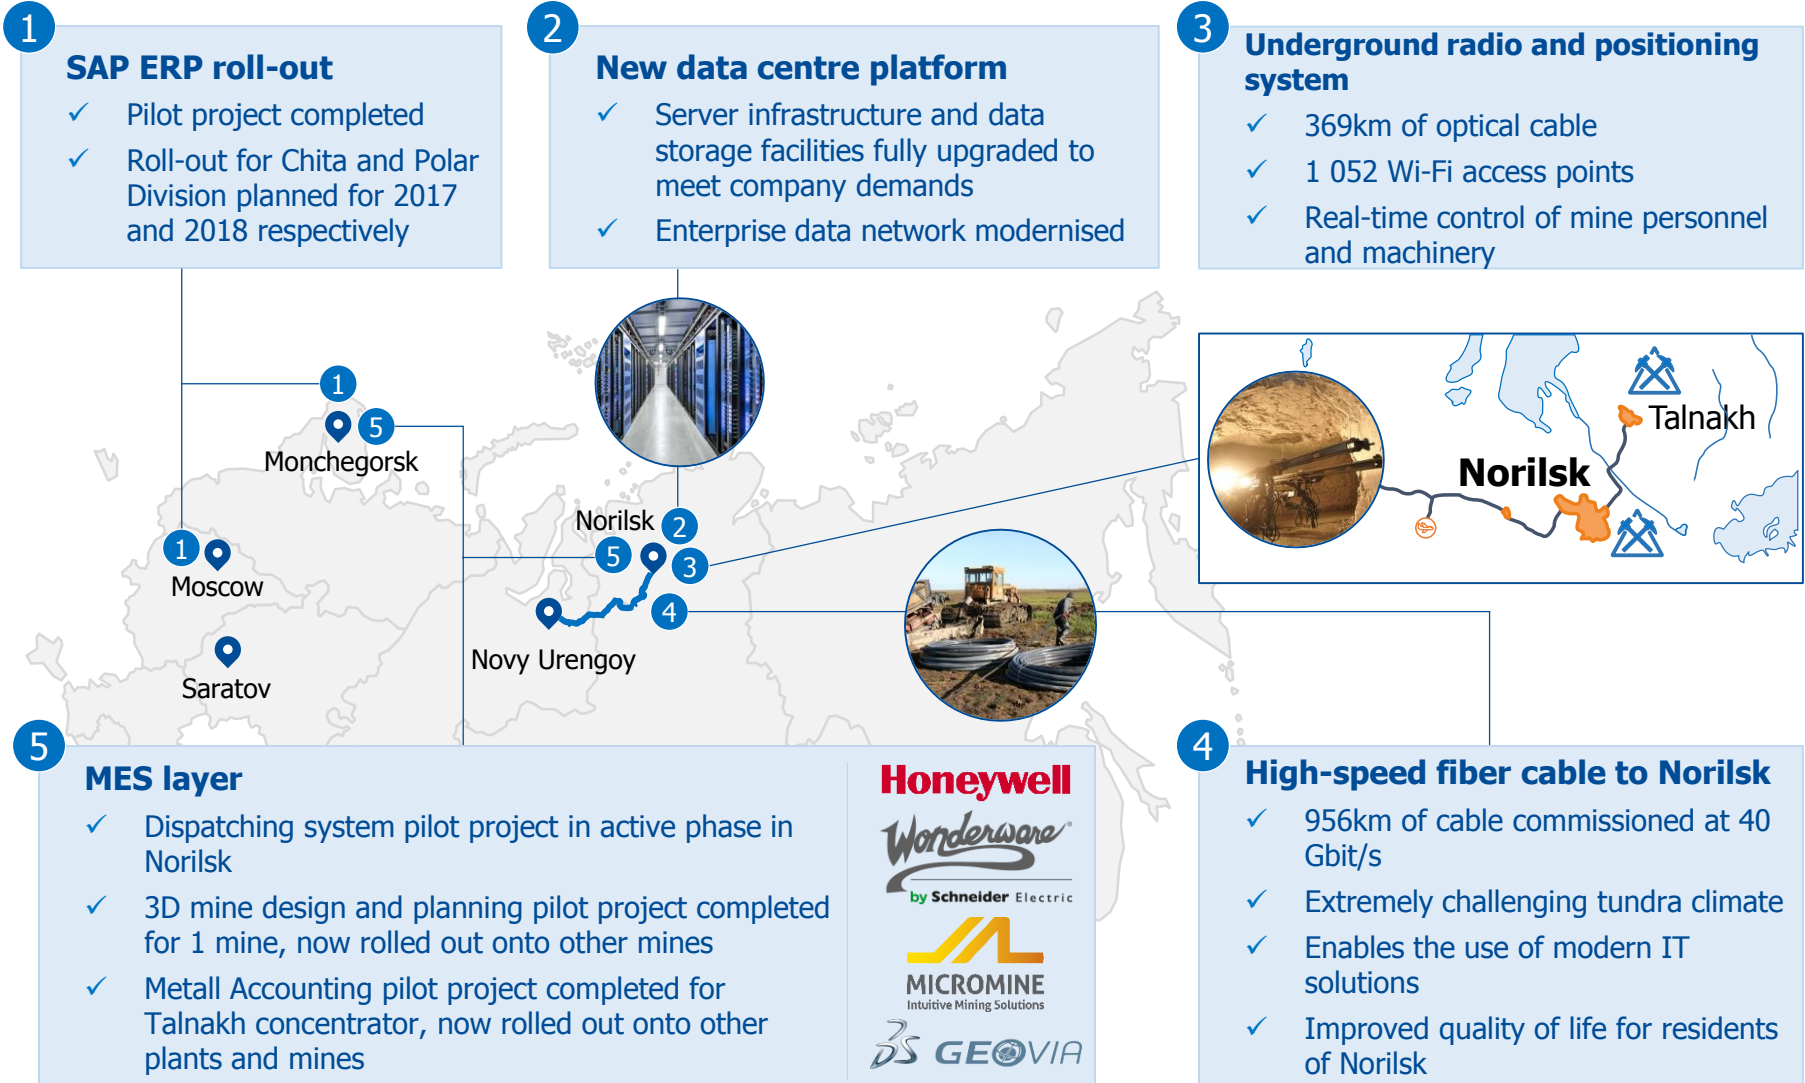 1
SAP ERP roll-out
✓ Pilot project completed
✓ Roll-out for Chita and Polar
Division planned for 2017
and 2018 respectively
2
New data centre platform
✓ Server infrastructure and data
storage facilities fully upgraded to
meet company demands
✓ Enterprise data network modernised
3
Underground radio and positioning
system
✓ 369km of optical cable
✓ 1 052 Wi-Fi access points
✓ Real-time control of mine personnel
and machinery
1
5
Monchegorsk
1
Moscow
Saratov
Norilsk
2
5
3
4
Novy Urengoy
Talnakh
Norilsk
5
MES layer
✓ Dispatching system pilot project in active phase in
Norilsk
✓ 3D mine design and planning pilot project completed
for 1 mine, now rolled out onto other mines
✓ Metall Accounting pilot project completed for
Talnakh concentrator, now rolled out onto other
plants and mines
Honeywell
Wonderware®
by Schneider Electric
MICROMINE
Intuitive Mining Solutions
3S GEOVIA
4
High-speed fiber cable to Norilsk
✓ 956km of cable commissioned at 40
Gbit/s
✓ Extremely challenging tundra climate
✓ Enables the use of modern IT
solutions
✓ Improved quality of life for residents
of Norilsk